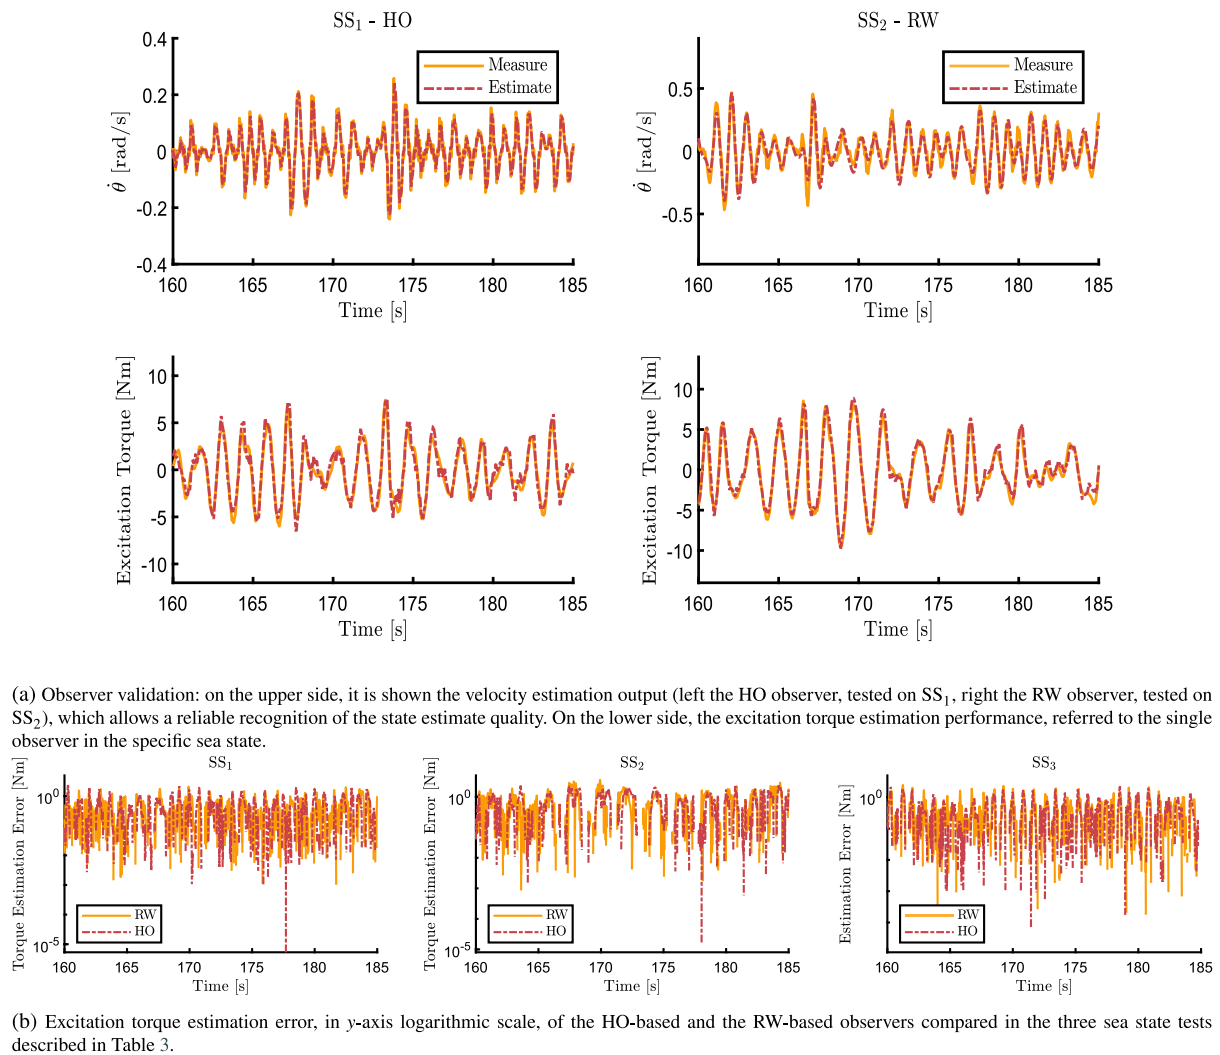 SS1 - HO
0.4
0.2
0
-0.2
-0.4
θ̇ [rad/s]
Measure
Estimate
160 165 170 175 180 185
Time [s]
SS2 - RW
0.5
0
-0.5
θ̇ [rad/s]
Measure
Estimate
160 165 170 175 180 185
Time [s]
10
5
0
-5
-10
Excitation Torque [Nm]
160 165 170 175 180 185
Time [s]
10
5
0
-5
-10
Excitation Torque [Nm]
160 165 170 175 180 185
Time [s]
(a) Observer validation: on the upper side, it is shown the velocity estimation output (left the HO observer, tested on SS1, right the RW observer, tested on
SS2), which allows a reliable recognition of the state estimate quality. On the lower side, the excitation torque estimation performance, referred to the single
observer in the specific sea state.
SS1
Torque Estimation Error [Nm]
10^0
10^-5
RW
HO
160 165 170 175 180 185
Time [s]
SS2
Torque Estimation Error [Nm]
10^0
10^-5
RW
HO
160 165 170 175 180 185
Time [s]
SS3
Estimation Error [Nm]
10^0
RW
HO
160 165 170 175 180 185
Time [s]
(b) Excitation torque estimation error, in y-axis logarithmic scale, of the HO-based and the RW-based observers compared in the three sea state tests
described in Table 3.